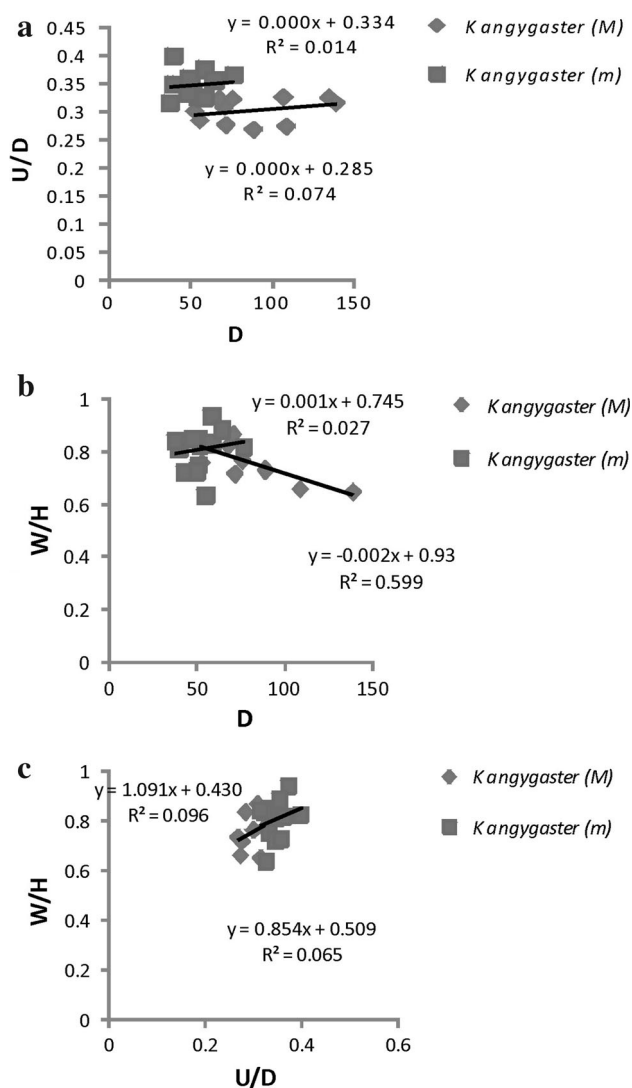 a
y = 0.000x + 0.334
R² = 0.014
Kangygaster (M)
Kangygaster (m)
0.45
0.4
0.35
0.3
0.25
0.2
0.15
0.1
0.05
0
U/D
y = 0.000x + 0.285
R² = 0.074
0 50 100 150
D
b
y = 0.001x + 0.745
R² = 0.027
Kangygaster (M)
Kangygaster (m)
1
0.8
0.6
0.4
0.2
0
W/H
y = -0.002x + 0.93
R² = 0.599
0 50 100 150
D
c
y = 1.091x + 0.430
R² = 0.096
Kangygaster (M)
Kangygaster (m)
1
0.8
0.6
0.4
0.2
0
W/H
y = 0.854x + 0.509
R² = 0.065
0 0.2 0.4 0.6
U/D